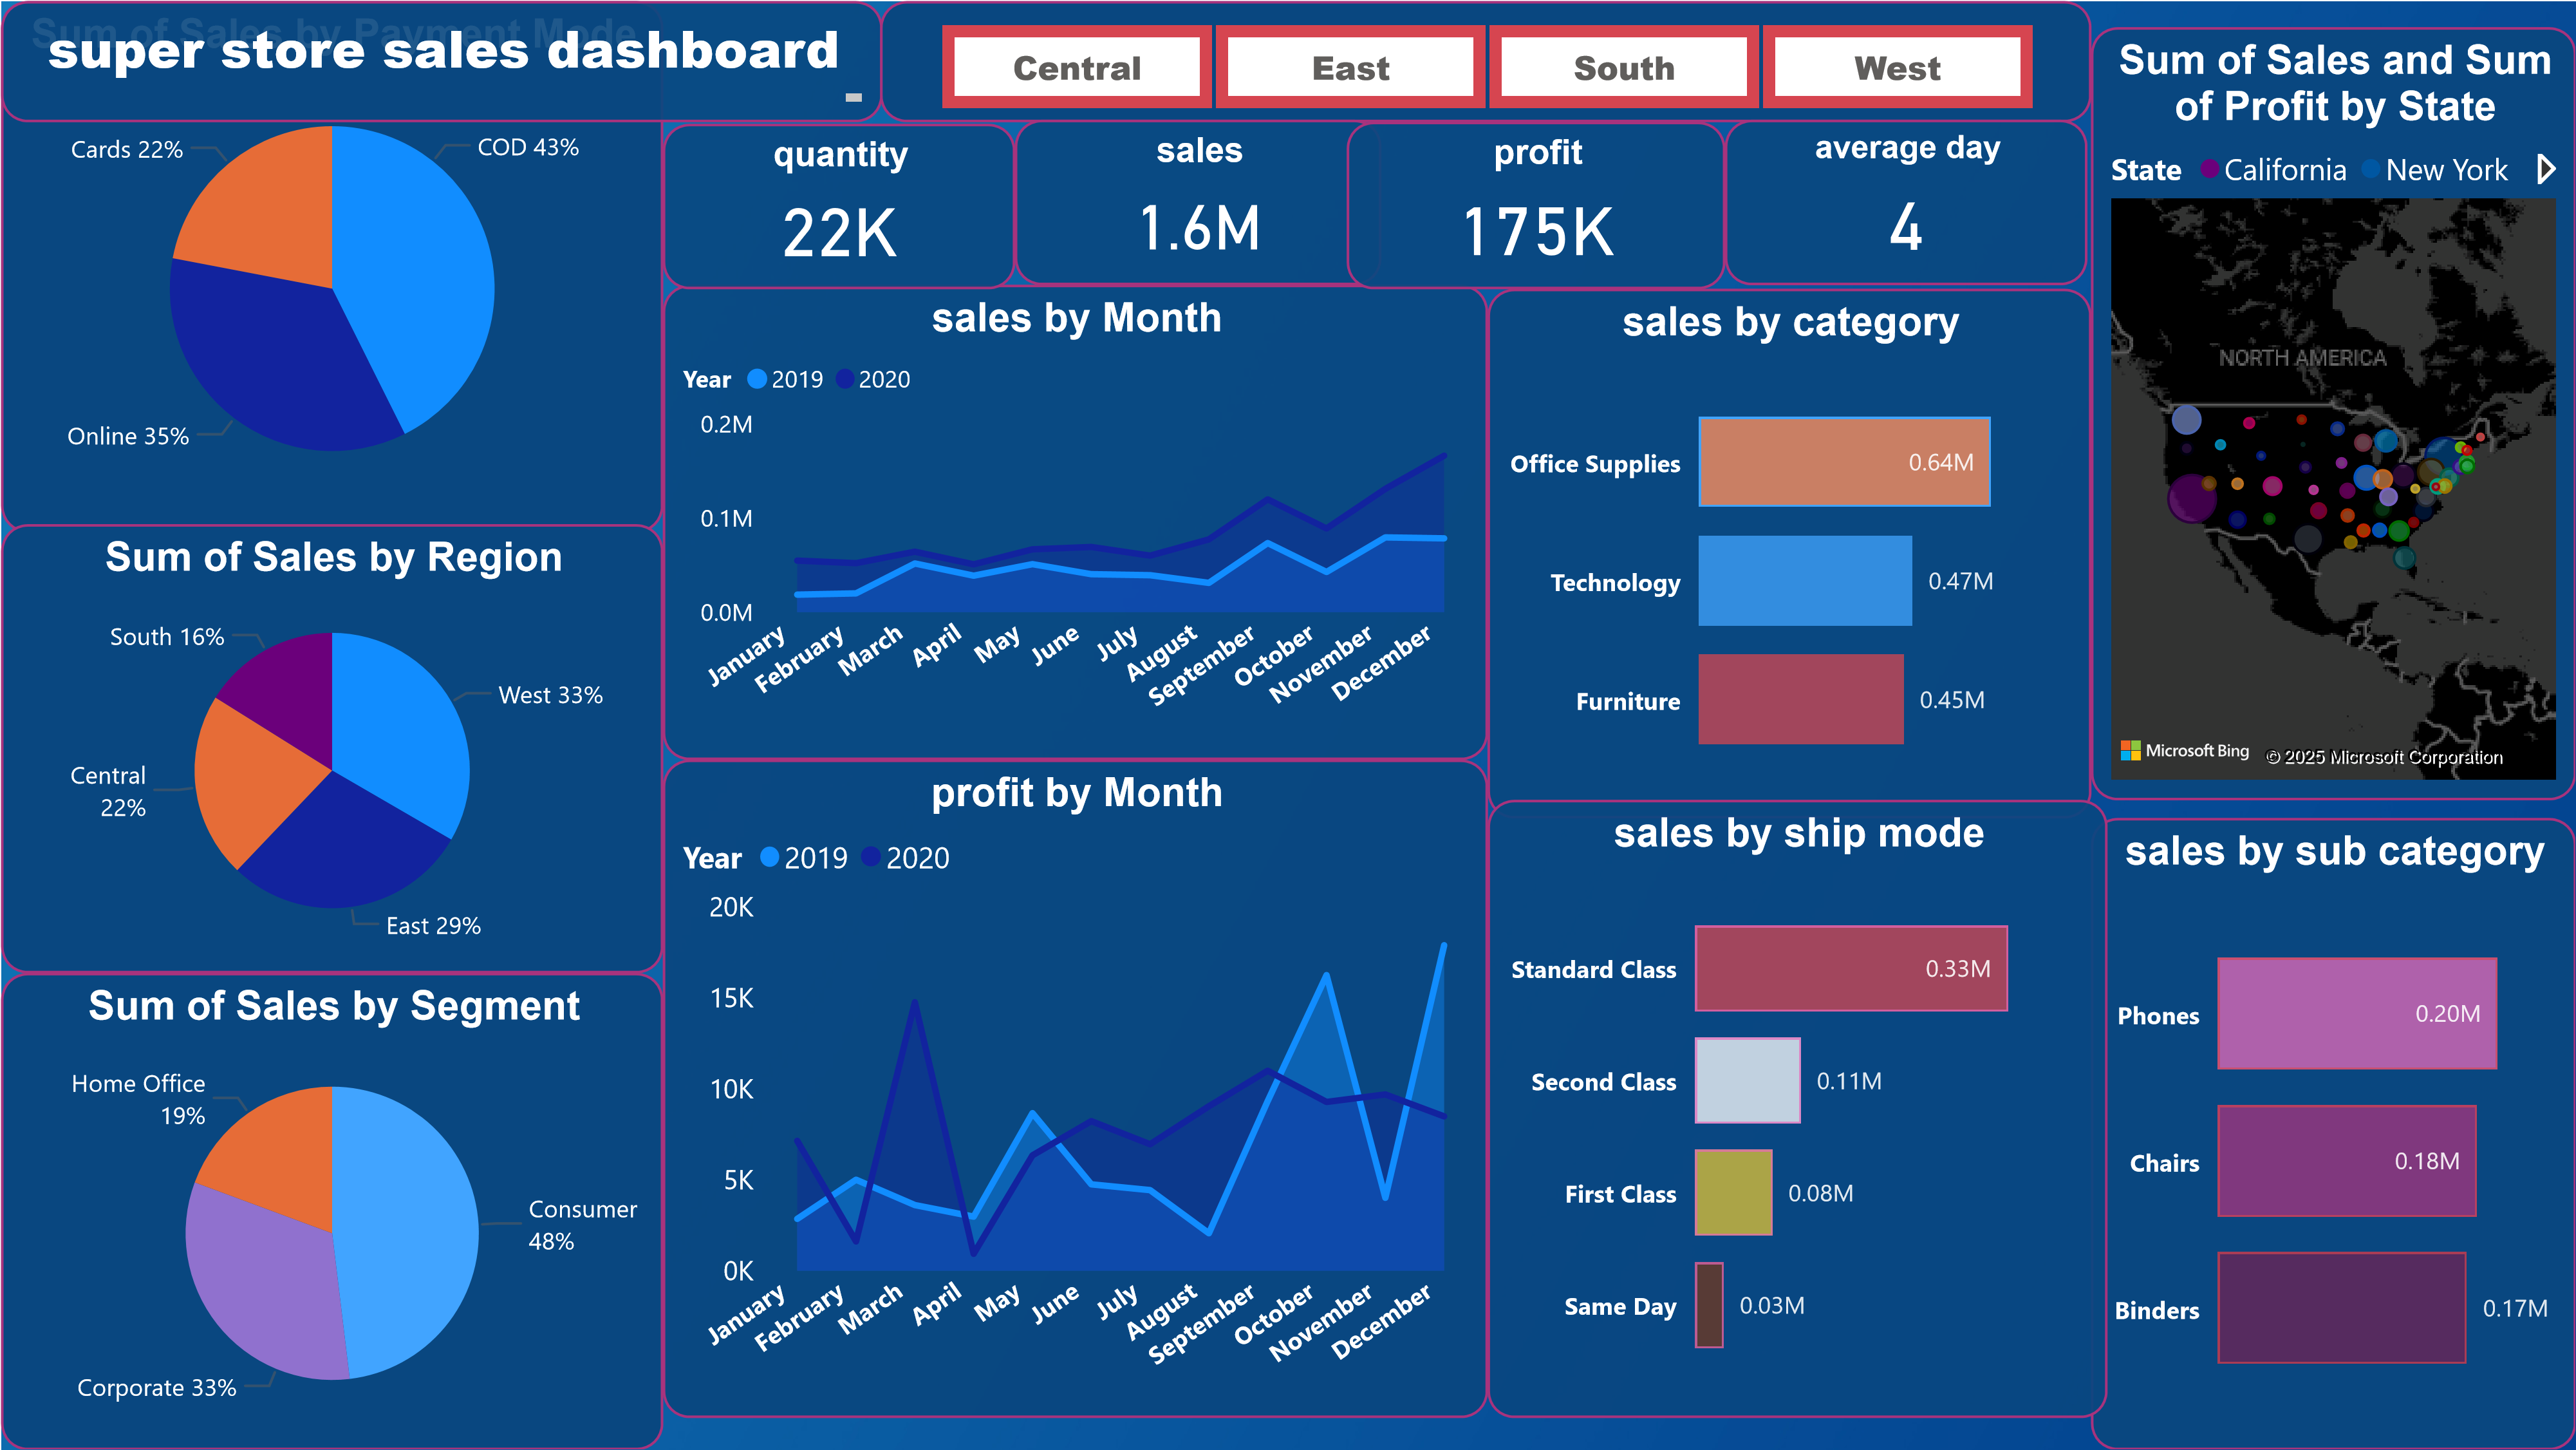 Sum of Sales by Payment Mode
super store sales dashboard
Central
East
South
West
Cards 22%
COD 43%
Online 35%
quantity
22K
sales
1.6M
profit
175K
average day
4
Sum of Sales and Sum
of Profit by State
State California New York
NORTH AMERICA
Microsoft Bing
© 2025 Microsoft Corporation
Sum of Sales by Region
South 16%
West 33%
Central
22%
East 29%
Sum of Sales by Segment
Home Office
19%
Consumer
48%
Corporate 33%
sales by Month
Year 2019 2020
0.2M
0.1M
0.0M
January
February
March
April
May
June
July
August
September
October
November
December
profit by Month
Year 2019 2020
20K
15K
10K
5K
0K
January
February
March
April
May
June
July
August
September
October
November
December
sales by category
Office Supplies 0.64M
Technology 0.47M
Furniture 0.45M
sales by ship mode
Standard Class 0.33M
Second Class 0.11M
First Class 0.08M
Same Day 0.03M
sales by sub category
Phones 0.20M
Chairs 0.18M
Binders 0.17M